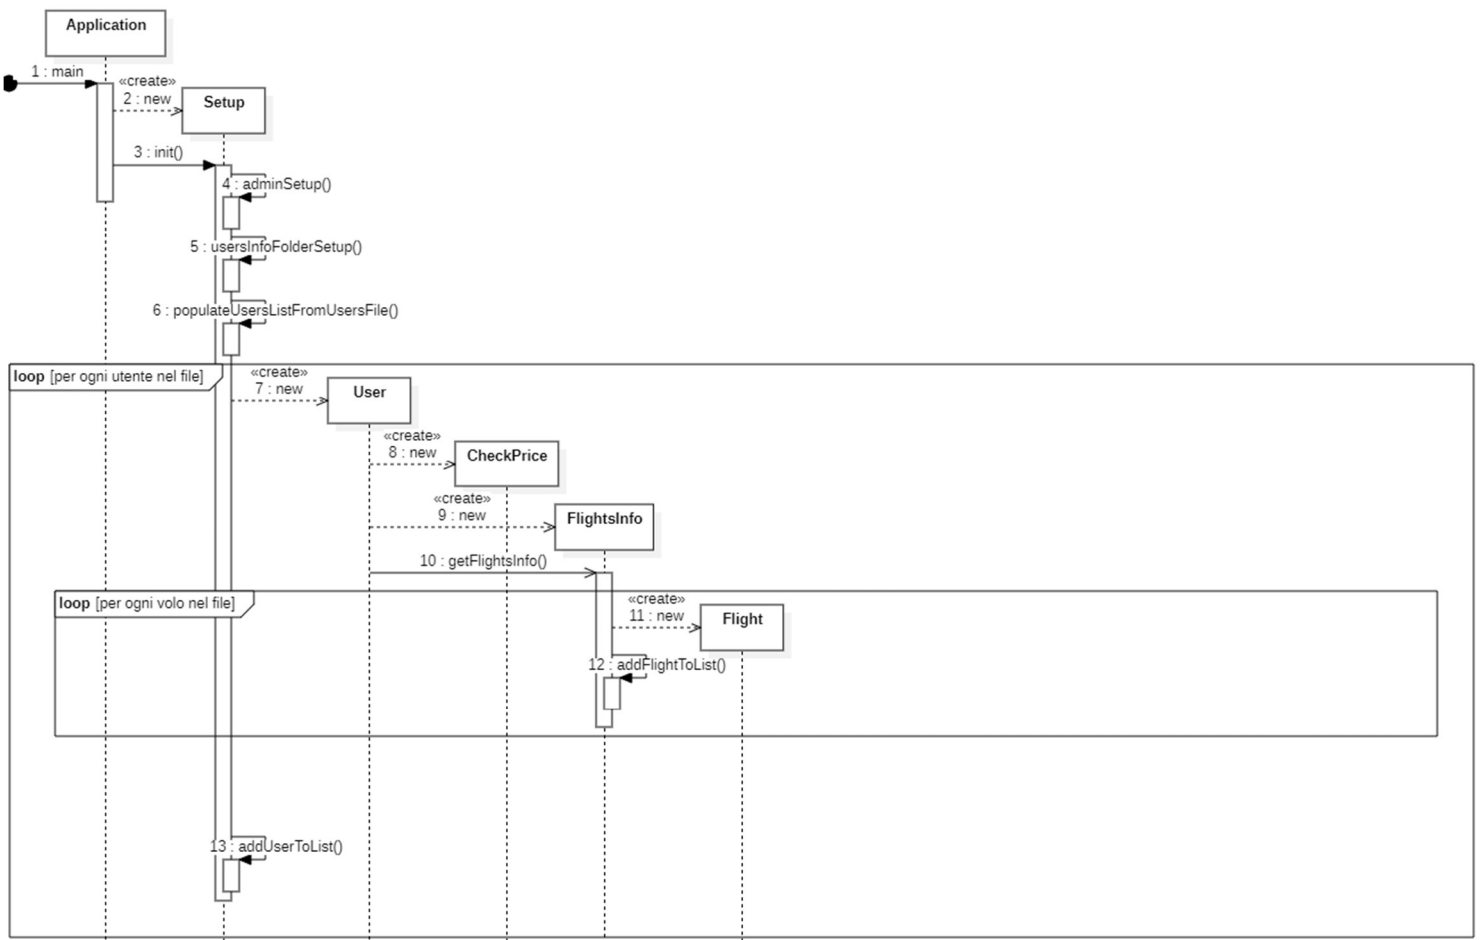 Application
1 : main
«create»
2 : new
Setup
3 : init()
4 : adminSetup()
5 : usersInfoFolderSetup()
6 : populateUsersListFromUsersFile()
loop [per ogni utente nel file]
«create»
7 : new
User
«create»
8 : new
CheckPrice
«create»
9 : new
FlightsInfo
10 : getFlightsInfo()
loop [per ogni volo nel file]
«create»
11 : new
Flight
12 : addFlightToList()
13 : addUserToList()